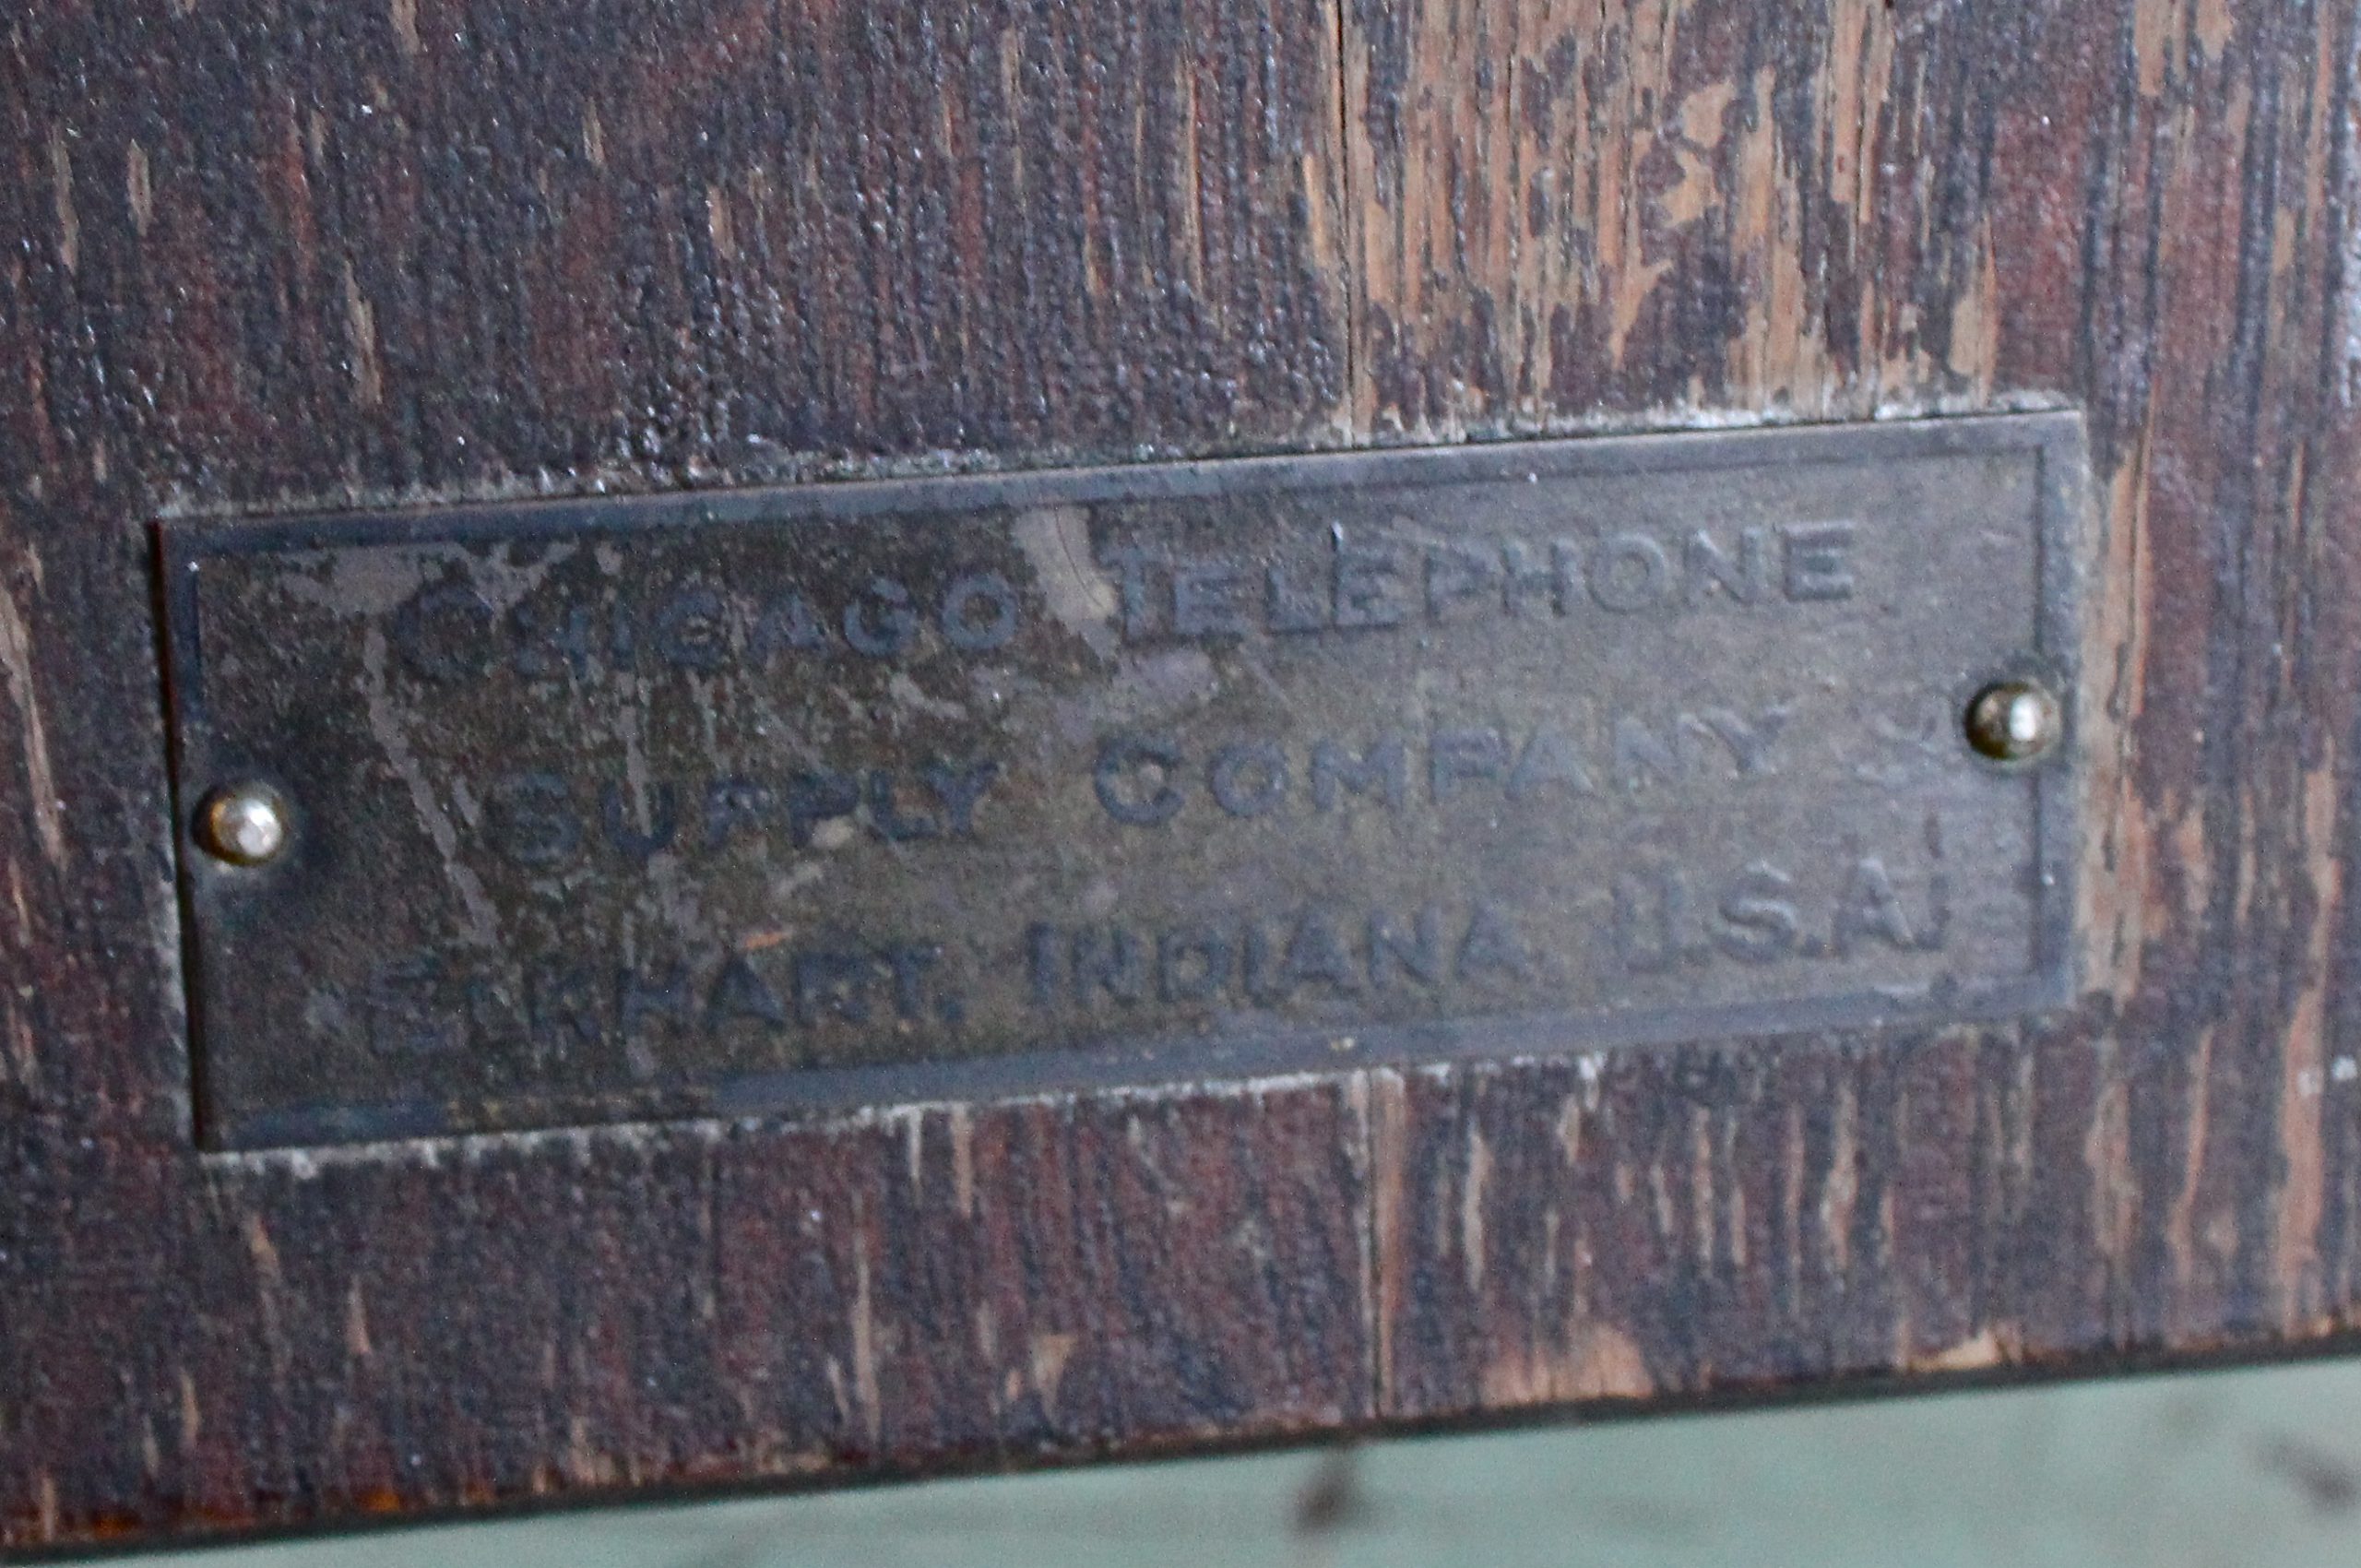 CHICAGO TELEPHONE
SUPPLY COMPANY
ELKHART, INDIANA U.S.A.